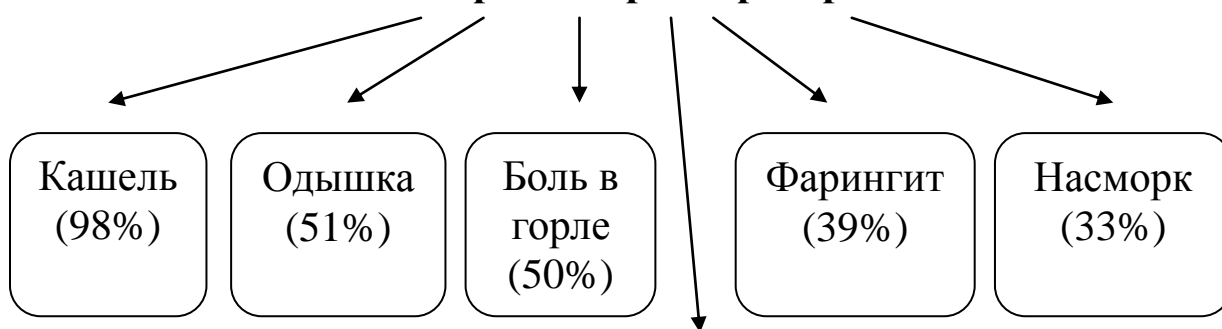 Кашель
(98%)
Одышка
(51%)
Боль в
горле
(50%)
Фарингит
(39%)
Насморк
(33%)